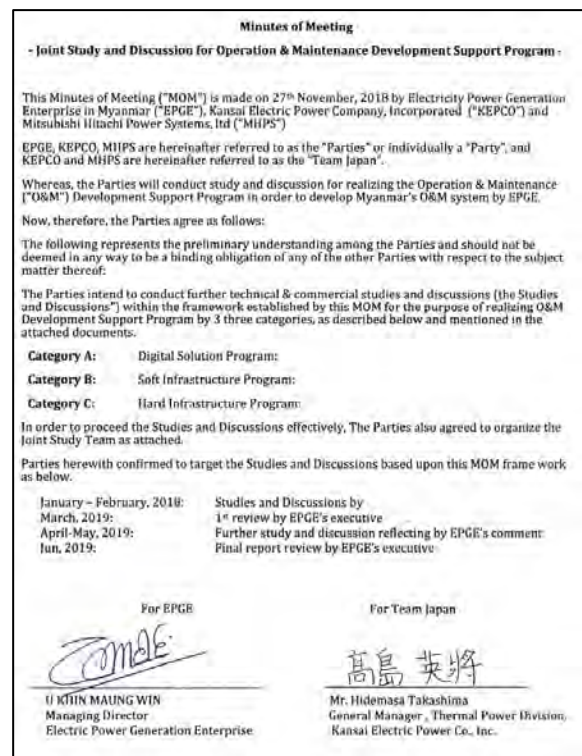 Minutes of Meeting
- Joint Study and Discussion for Operation & Maintenance Development Support Program -
This Minutes of Meeting ("MOM") is made on 27th November, 2018 by Electricity Power Generation
Enterprise in Myanmar ("EPGE"), Kansai Electric Power Company, Incorporated ("KEPCO") and
Mitsubishi Hitachi Power Systems, ltd ("MHPS")
EPGE, KEPCO, MHPS are hereinafter referred to as the "Parties" or individually a "Party", and
KEPCO and MHPS are hereinafter referred to as the "Team Japan".
Whereas, the Parties will conduct study and discussion for realizing the Operation & Maintenance
("O&M") Development Support Program in order to develop Myanmar's O&M system by EPGE.
Now, therefore, the Parties agree as follows:
The following represents the preliminary understanding among the Parties and should not be
deemed in any way to be a binding obligation of any of the other Parties with respect to the subject
matter thereof:
The Parties intend to conduct further technical & commercial studies and discussions (the Studies
and Discussions") within the framework established by this MOM for the purpose of realizing O&M
Development Support Program by 3 three categories, as described below and mentioned in the
attached documents.
Category A: Digital Solution Program:
Category B: Soft Infrastructure Program:
Category C: Hard Infrastructure Program:
In order to proceed the Studies and Discussions effectively, The Parties also agreed to organize the
Joint Study Team as attached.
Parties herewith confirmed to target the Studies and Discussions based upon this MOM frame work
as below.
January – February, 2018: Studies and Discussions by
March, 2019: 1st review by EPGE's executive
April-May, 2019: Further study and discussion reflecting by EPGE's comment
Jun, 2019: Final report review by EPGE's executive
For EPGE For Team Japan
髙島 英将
U KHIN MAUNG WIN Mr. Hidemasa Takashima
Managing Director General Manager , Thermal Power Division,
Electric Power Generation Enterprise Kansai Electric Power Co., Inc.